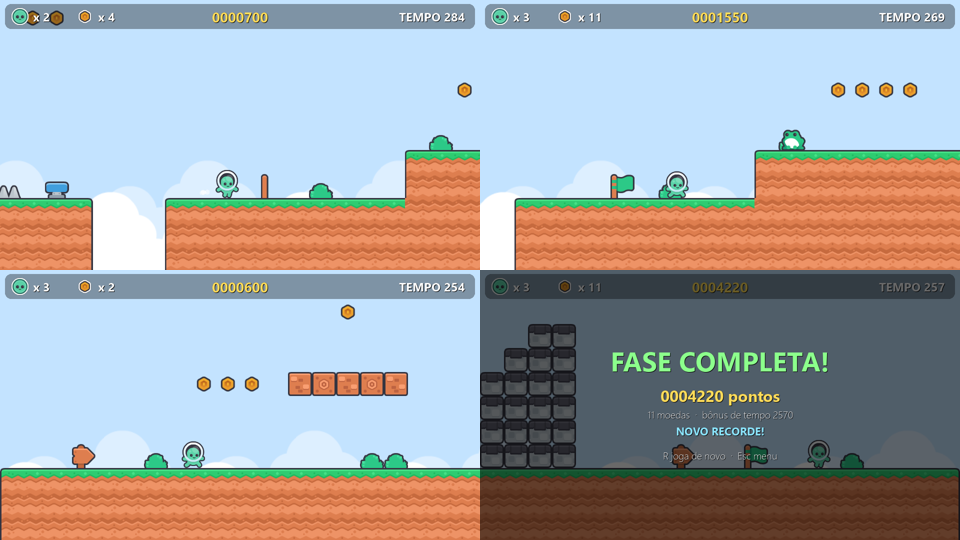 x 2
x 4
0000700
TEMPO 284
x 3
x 11
0001550
TEMPO 269
x 3
x 2
0000600
TEMPO 254
x 3
x 11
0004220
TEMPO 257
FASE COMPLETA!
0004220 pontos
11 moedas · bônus de tempo 2570
NOVO RECORDE!
R joga de novo · Esc menu